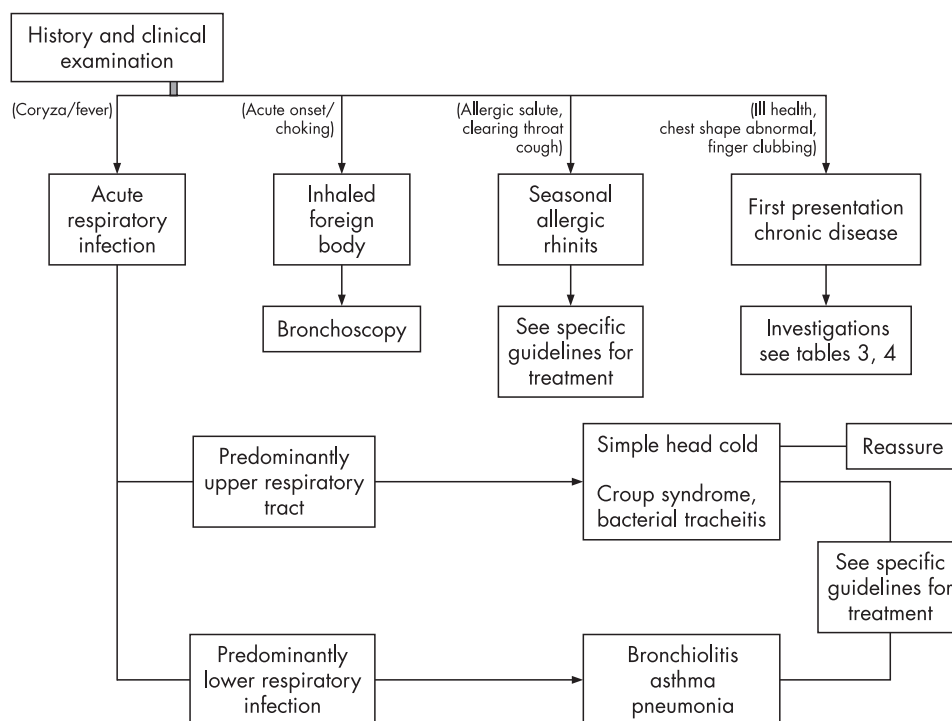 History and clinical
examination
(Coryza/fever)
(Acute onset/
choking)
(Allergic salute,
clearing throat
cough)
(Ill health,
chest shape abnormal,
finger clubbing)
Acute
respiratory
infection
Inhaled
foreign
body
Seasonal
allergic
rhinits
First presentation
chronic disease
Bronchoscopy
See specific
guidelines for
treatment
Investigations
see tables 3, 4
Predominantly
upper respiratory
tract
Simple head cold
Croup syndrome,
bacterial tracheitis
Reassure
See specific
guidelines for
treatment
Predominantly
lower respiratory
infection
Bronchiolitis
asthma
pneumonia